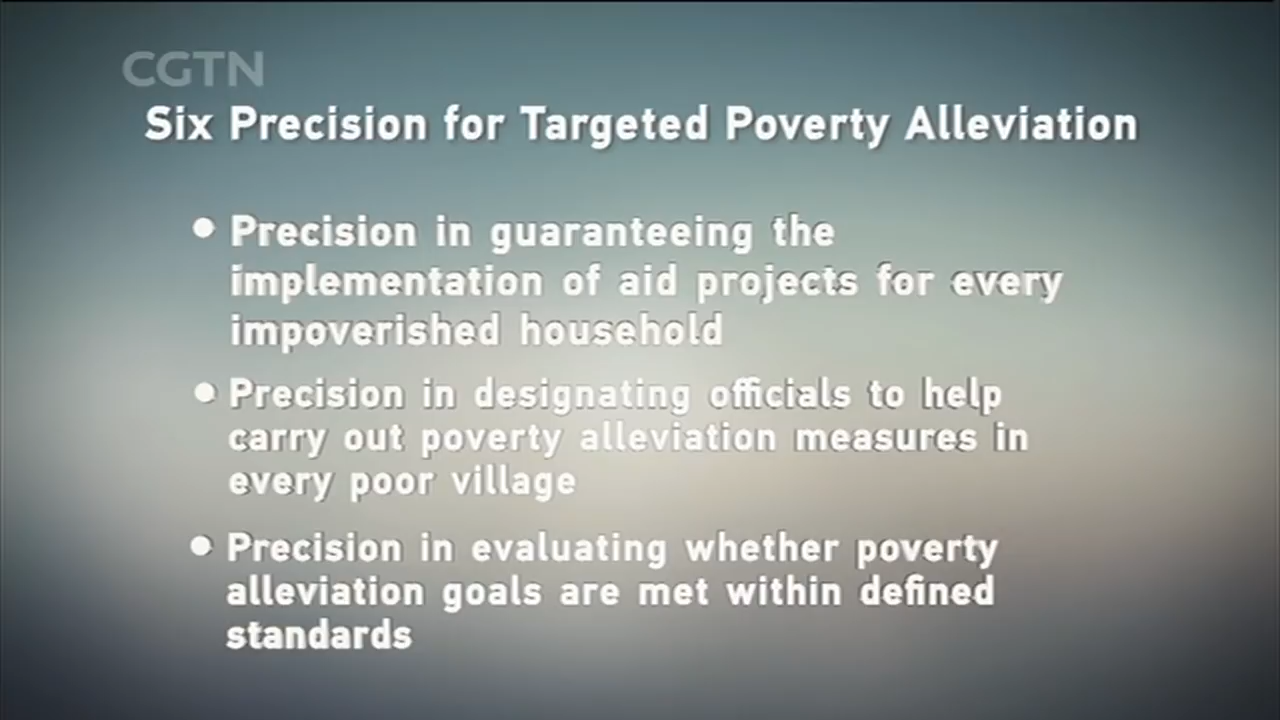 CGTN
Six Precision for Targeted Poverty Alleviation
● Precision in guaranteeing the
implementation of aid projects for every
impoverished household
● Precision in designating officials to help
carry out poverty alleviation measures in
every poor village
● Precision in evaluating whether poverty
alleviation goals are met within defined
standards